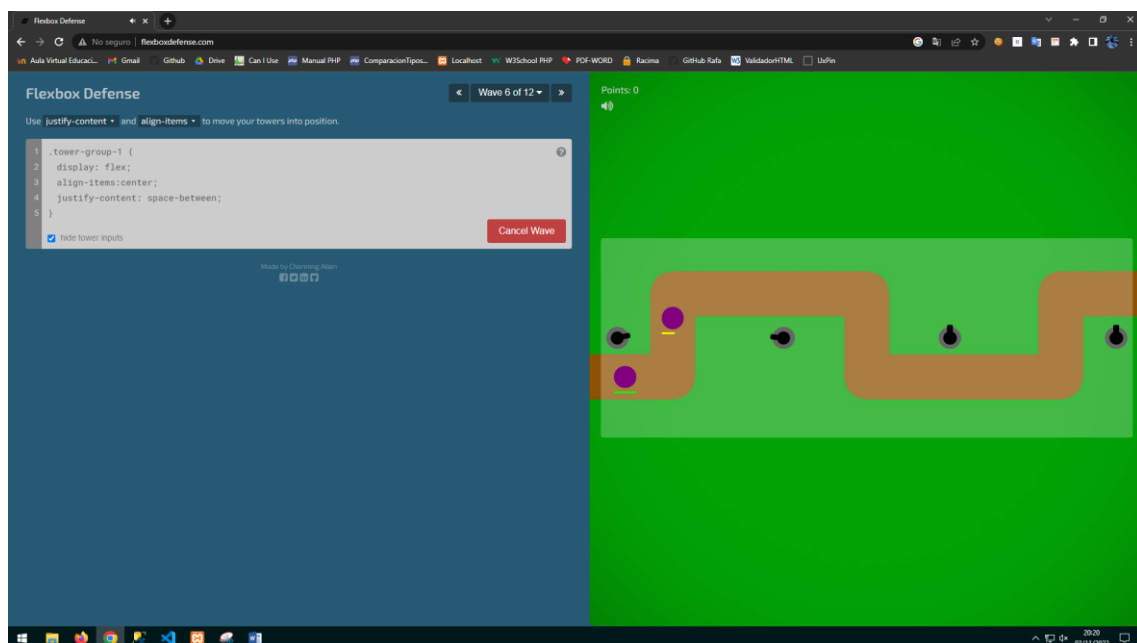 Flexbox Defense
No seguro | flexboxdefense.com
Aula Virtual Educaci... Gmail Github Drive Can I Use Manual PHP ComparacionTipos... Localhost W3School PHP PDF-WORD Racima GitHub Rafa ValidadorHTML UxPin
Flexbox Defense
« Wave 6 of 12 »
Use justify-content and align-items to move your towers into position.
1 .tower-group-1 {
2 display: flex;
3 align-items:center;
4 justify-content: space-between;
5 }
hide tower inputs
Cancel Wave
Made by Channing Allen
Points: 0
20:20